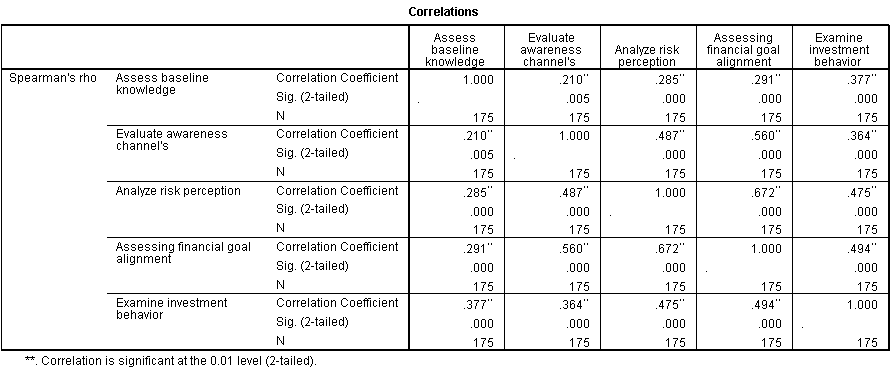 Correlations
Assess baseline knowledge Evaluate awareness channel's Analyze risk perception Assessing financial goal alignment Examine investment behavior
Spearman's rho Assess baseline knowledge Correlation Coefficient 1.000 .210** .285** .291** .377**
Sig. (2-tailed) . .005 .000 .000 .000
N 175 175 175 175 175
Evaluate awareness channel's Correlation Coefficient .210** 1.000 .487** .560** .364**
Sig. (2-tailed) .005 . .000 .000 .000
N 175 175 175 175 175
Analyze risk perception Correlation Coefficient .285** .487** 1.000 .672** .475**
Sig. (2-tailed) .000 .000 . .000 .000
N 175 175 175 175 175
Assessing financial goal alignment Correlation Coefficient .291** .560** .672** 1.000 .494**
Sig. (2-tailed) .000 .000 .000 . .000
N 175 175 175 175 175
Examine investment behavior Correlation Coefficient .377** .364** .475** .494** 1.000
Sig. (2-tailed) .000 .000 .000 .000 .
N 175 175 175 175 175
**. Correlation is significant at the 0.01 level (2-tailed).